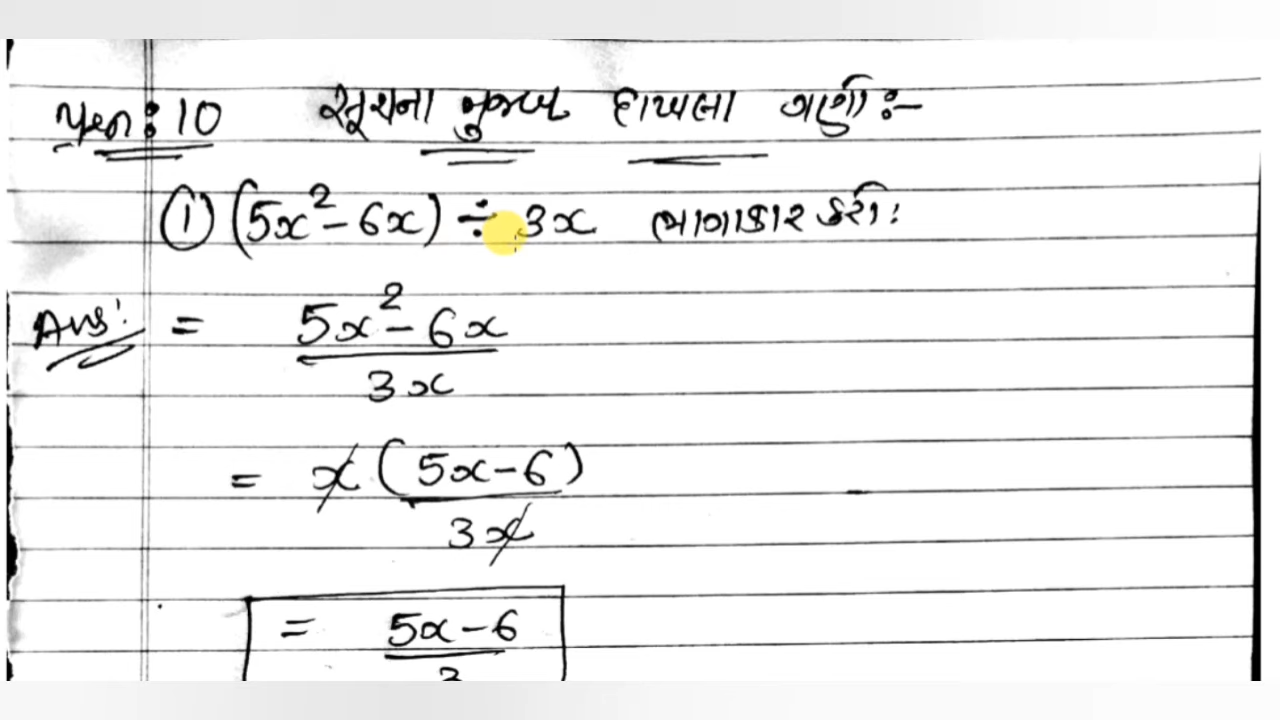 પ્રશ્ન: 10 સૂચના મુજબ દાખલા ગણો:-
① (5x² - 6x) ÷ 3x ભાગાકાર કરો:
Ans: = 5x² - 6x
3x
= x (5x - 6)
3x
= 5x - 6